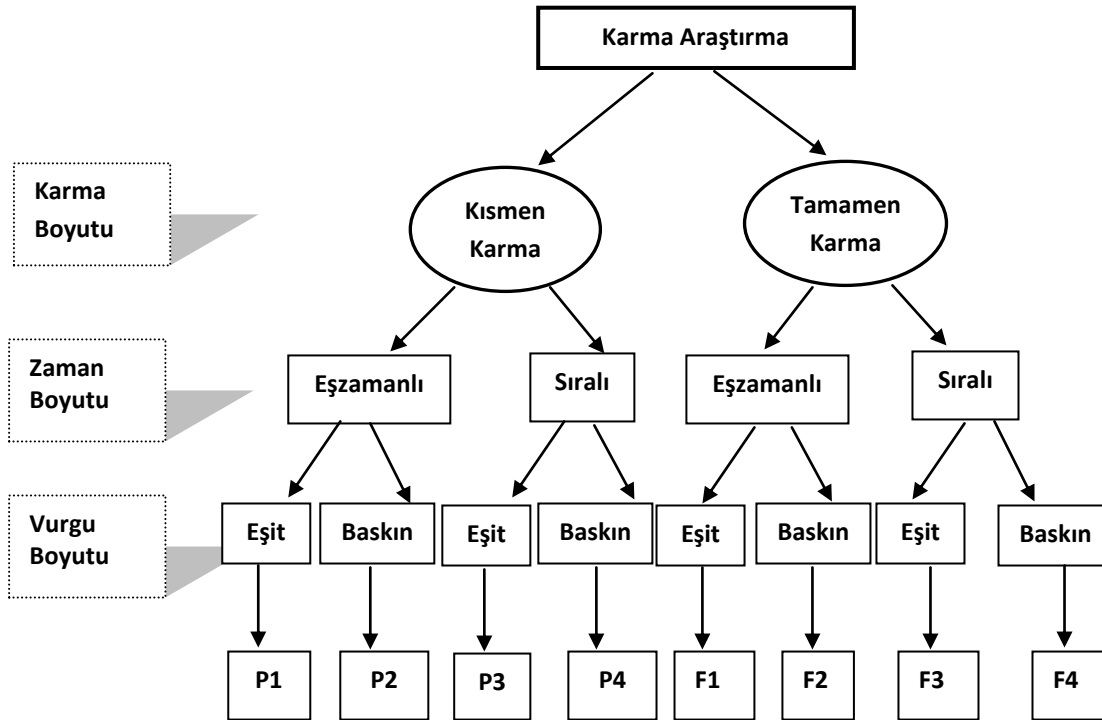 Karma Araştırma
Karma
Boyutu
Kısmen
Karma
Tamamen
Karma
Zaman
Boyutu
Eşzamanlı
Sıralı
Eşzamanlı
Sıralı
Vurgu
Boyutu
Eşit
Baskın
Eşit
Baskın
Eşit
Baskın
Eşit
Baskın
P1
P2
P3
P4
F1
F2
F3
F4